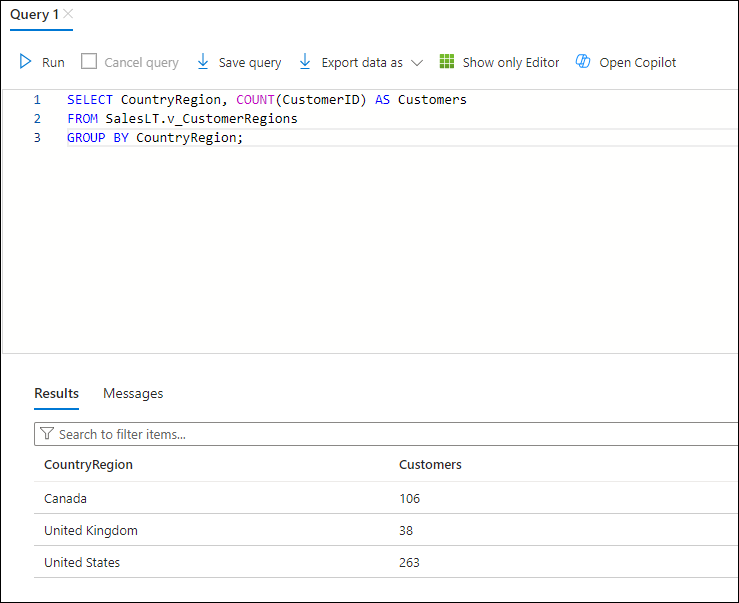 Query 1
Run Cancel query Save query Export data as Show only Editor Open Copilot
1 SELECT CountryRegion, COUNT(CustomerID) AS Customers
2 FROM SalesLT.v_CustomerRegions
3 GROUP BY CountryRegion;
Results Messages
Search to filter items...
CountryRegion Customers
Canada 106
United Kingdom 38
United States 263